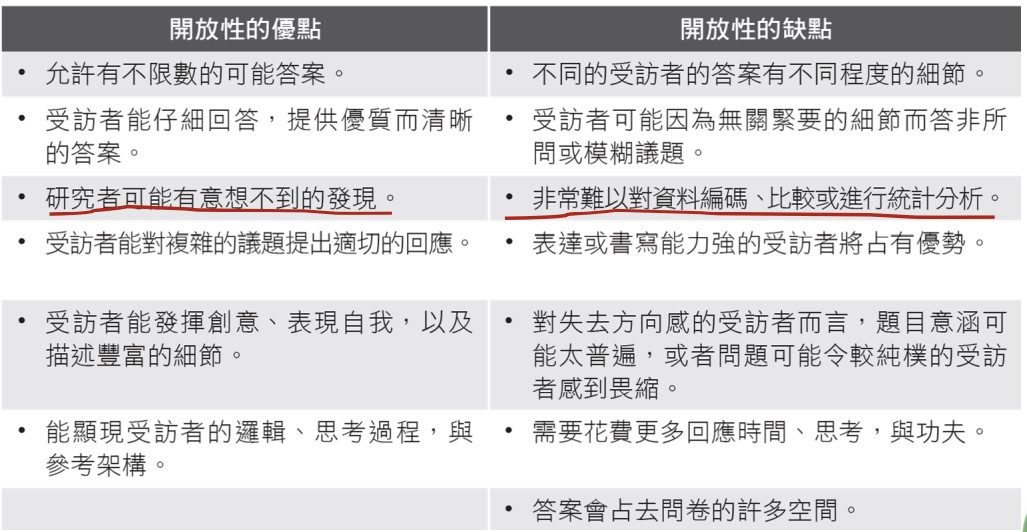 開放性的優點
開放性的缺點
• 允許有不限數的可能答案。
• 不同的受訪者的答案有不同程度的細節。
• 受訪者能仔細回答，提供優質而清晰
的答案。
• 受訪者可能因為無關緊要的細節而答非所
問或模糊議題。
• 研究者可能有意想不到的發現。
• 非常難以對資料編碼、比較或進行統計分析。
• 受訪者能對複雜的議題提出適切的回應。
• 表達或書寫能力強的受訪者將占有優勢。
• 受訪者能發揮創意、表現自我，以及
描述豐富的細節。
• 對失去方向感的受訪者而言，題目意涵可
能太普遍，或者問題可能令較純樸的受訪
者感到畏縮。
• 能顯現受訪者的邏輯、思考過程，與
參考架構。
• 需要花費更多回應時間、思考，與功夫。
• 答案會占去問卷的許多空間。